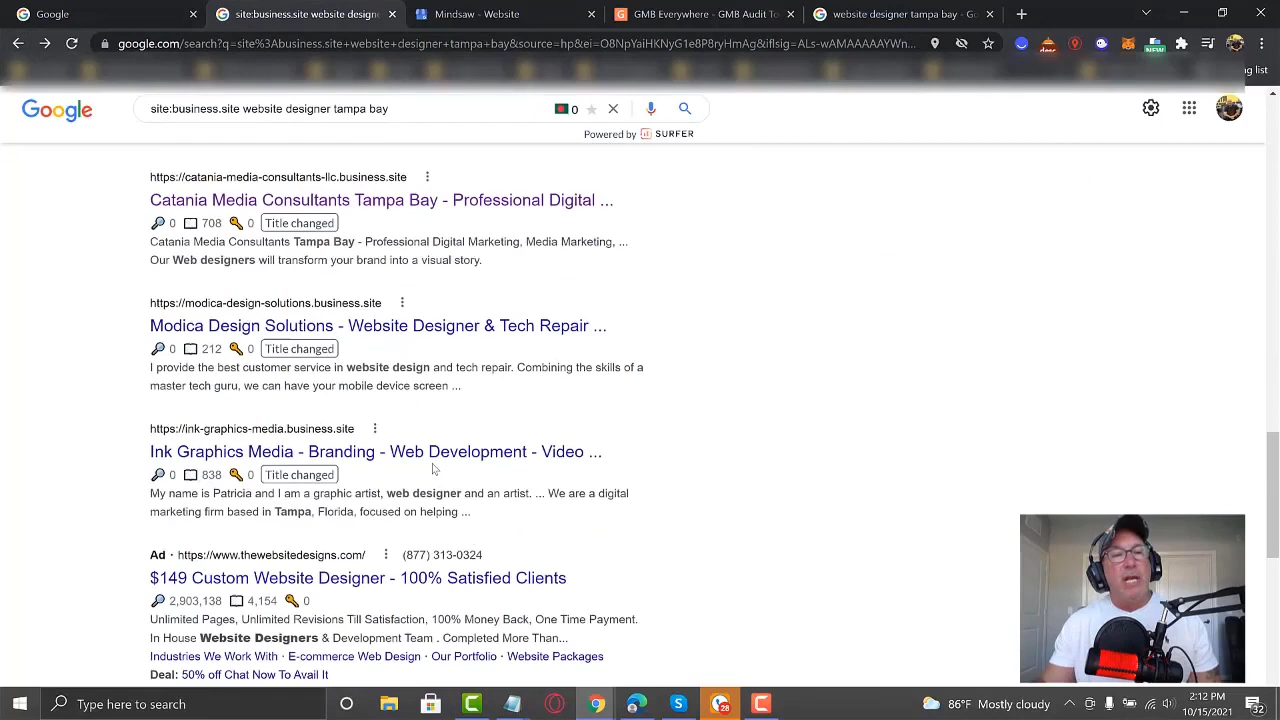 Google
site:business.site website design
Mindsaw - Website
GMB Everywhere - GMB Audit To
website designer tampa bay - Go
google.com/search?q=site%3Abusiness.site+website+designer+tampa+bay&source=hp&ei=O8NpYaiHKNyG1e8P8ryHmAg&iflsig=ALs-wAMAAAAAYWn...
desc
NEW
ng list
Google
site:business.site website designer tampa bay
0
Powered by SURFER
https://catania-media-consultants-llc.business.site
Catania Media Consultants Tampa Bay - Professional Digital ...
0 708 0 Title changed
Catania Media Consultants Tampa Bay - Professional Digital Marketing, Media Marketing, ...
Our Web designers will transform your brand into a visual story.
https://modica-design-solutions.business.site
Modica Design Solutions - Website Designer & Tech Repair ...
0 212 0 Title changed
I provide the best customer service in website design and tech repair. Combining the skills of a
master tech guru, we can have your mobile device screen ...
https://ink-graphics-media.business.site
Ink Graphics Media - Branding - Web Development - Video ...
0 838 0 Title changed
My name is Patricia and I am a graphic artist, web designer and an artist. ... We are a digital
marketing firm based in Tampa, Florida, focused on helping ...
Ad · https://www.thewebsitedesigns.com/ (877) 313-0324
$149 Custom Website Designer - 100% Satisfied Clients
2,903,138 4,154 0
Unlimited Pages, Unlimited Revisions Till Satisfaction, 100% Money Back, One Time Payment.
In House Website Designers & Development Team . Completed More Than...
Industries We Work With · E-commerce Web Design · Our Portfolio · Website Packages
Deal: 50% off Chat Now To Avail It
Type here to search
28
86°F Mostly cloudy
2:12 PM
10/15/2021
32